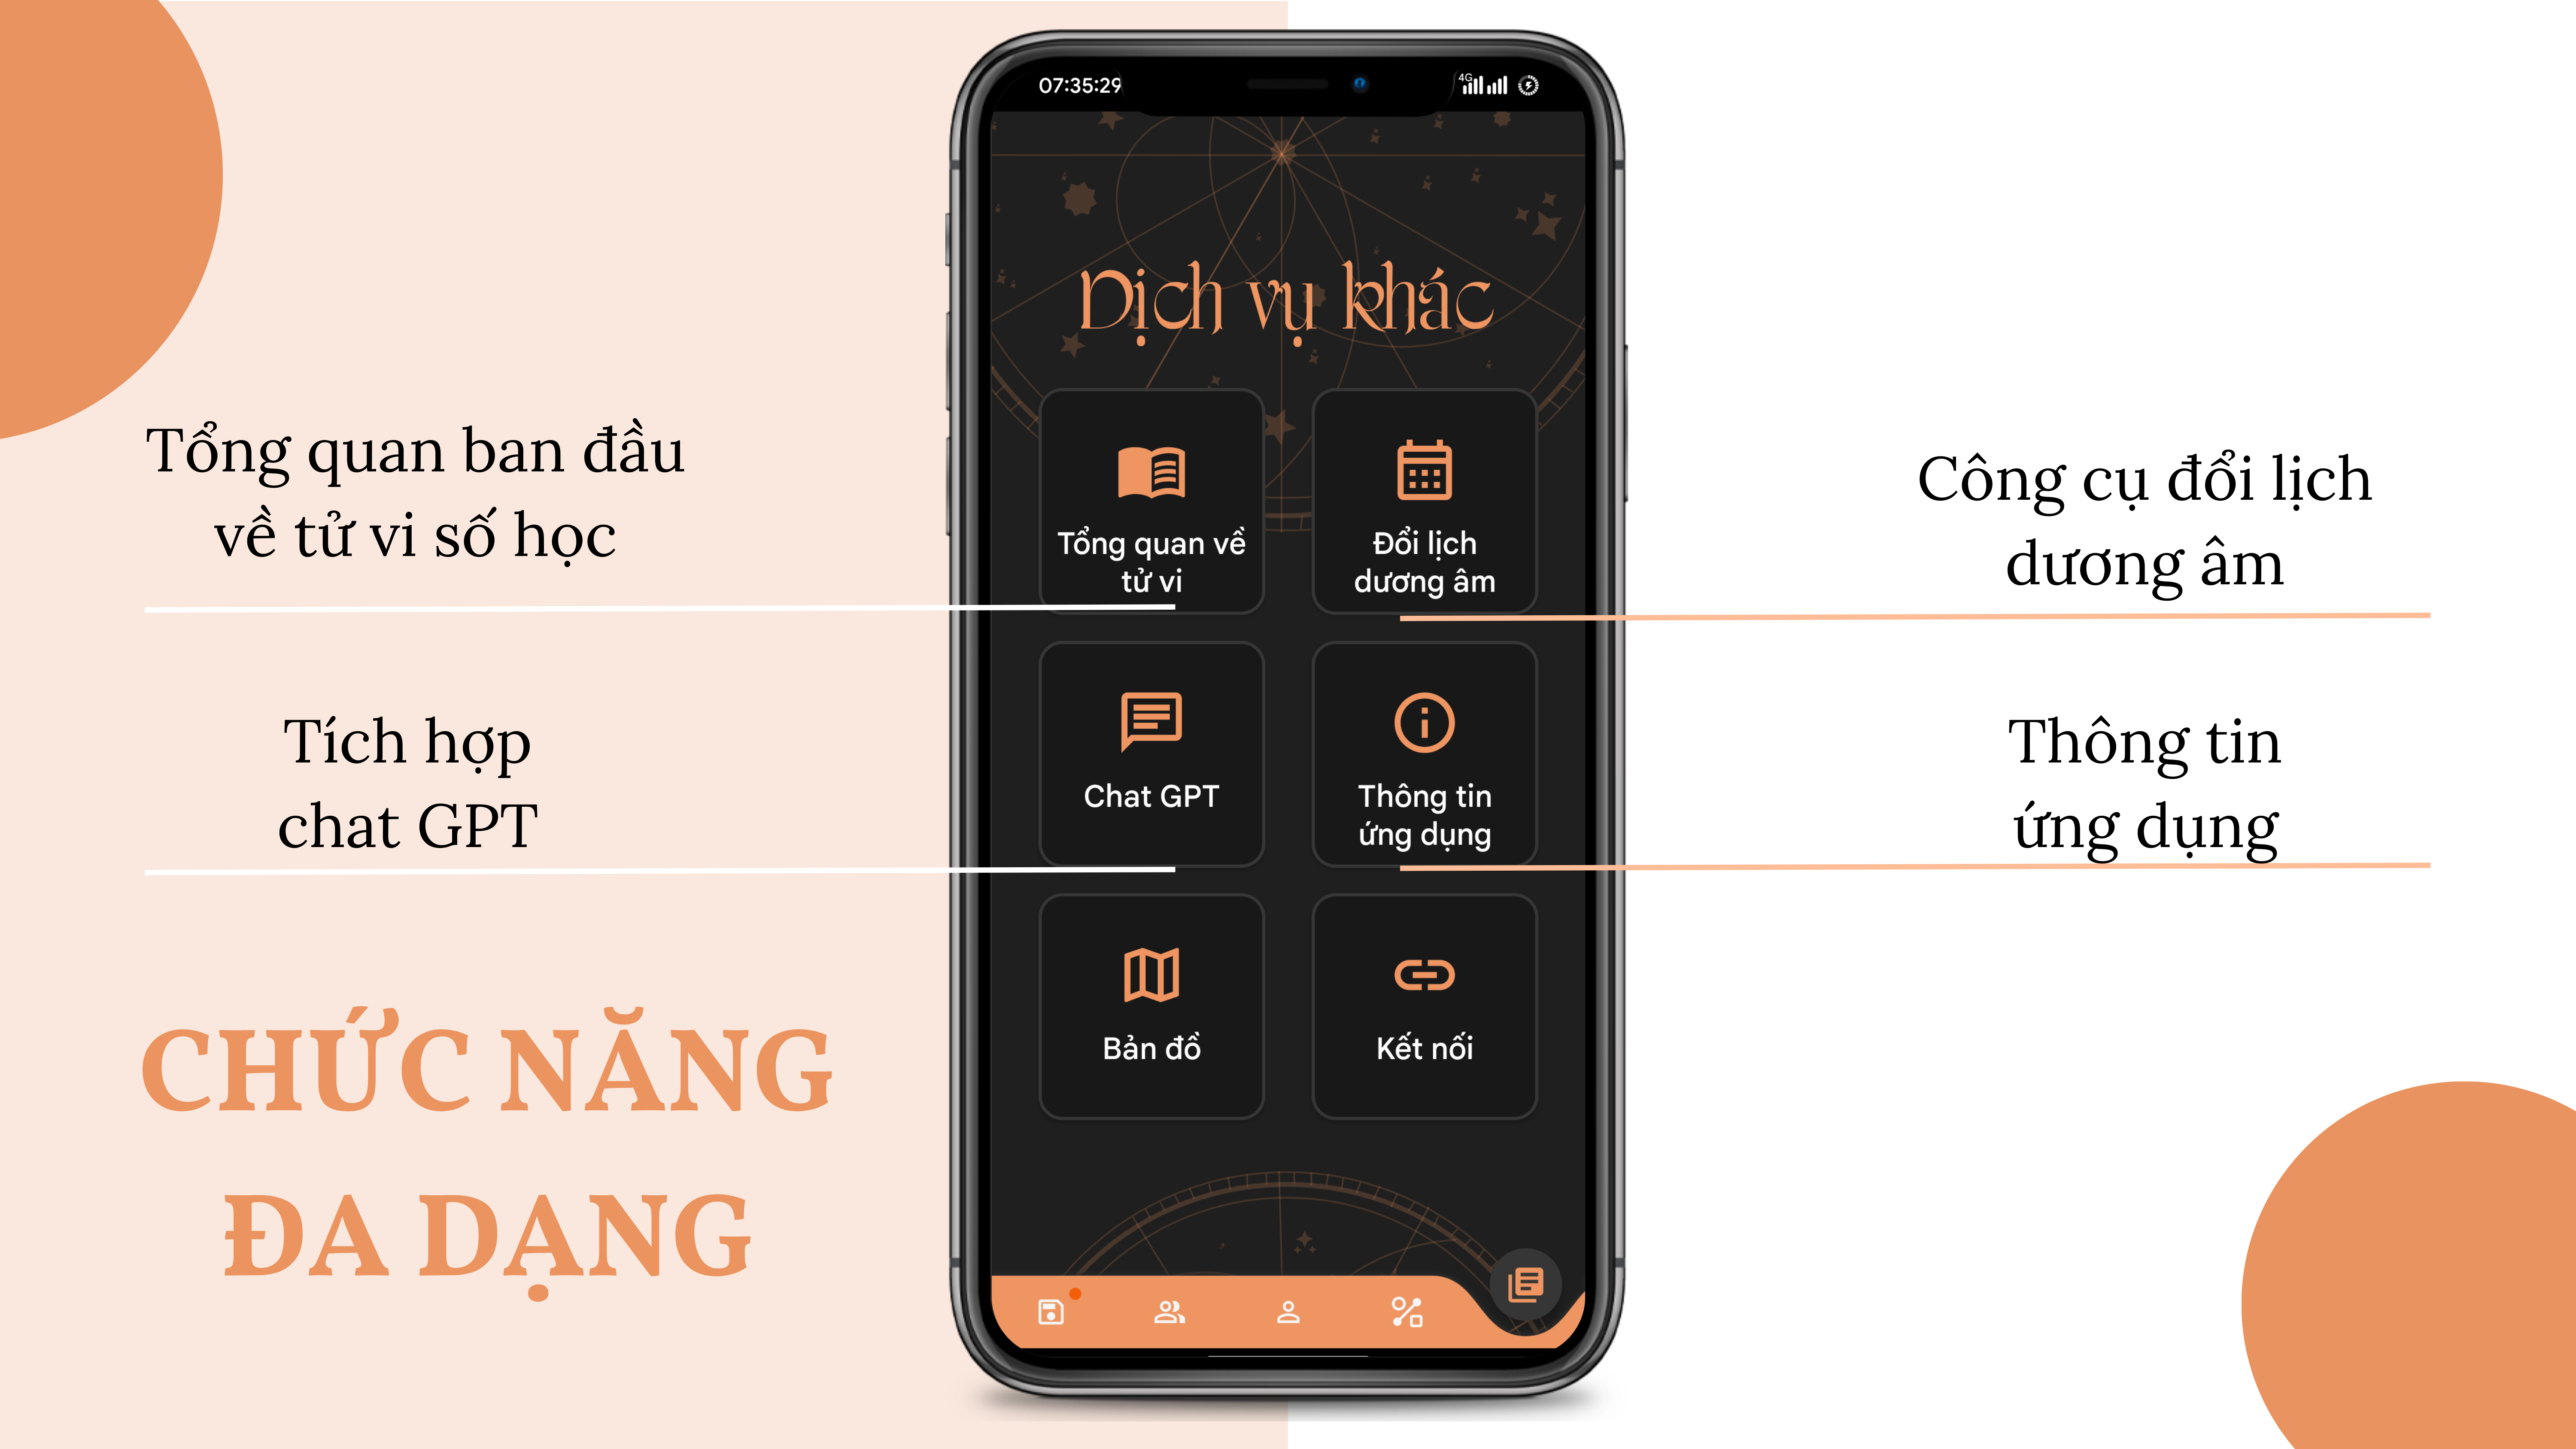 07:35:29
4G
Dịch vụ khác
Tổng quan ban đầu
về tử vi số học
Tổng quan về
tử vi
Đổi lịch
dương âm
Công cụ đổi lịch
dương âm
Tích hợp
chat GPT
Chat GPT
Thông tin
ứng dụng
Thông tin
ứng dụng
Bản đồ
Kết nối
CHỨC NĂNG
ĐA DẠNG